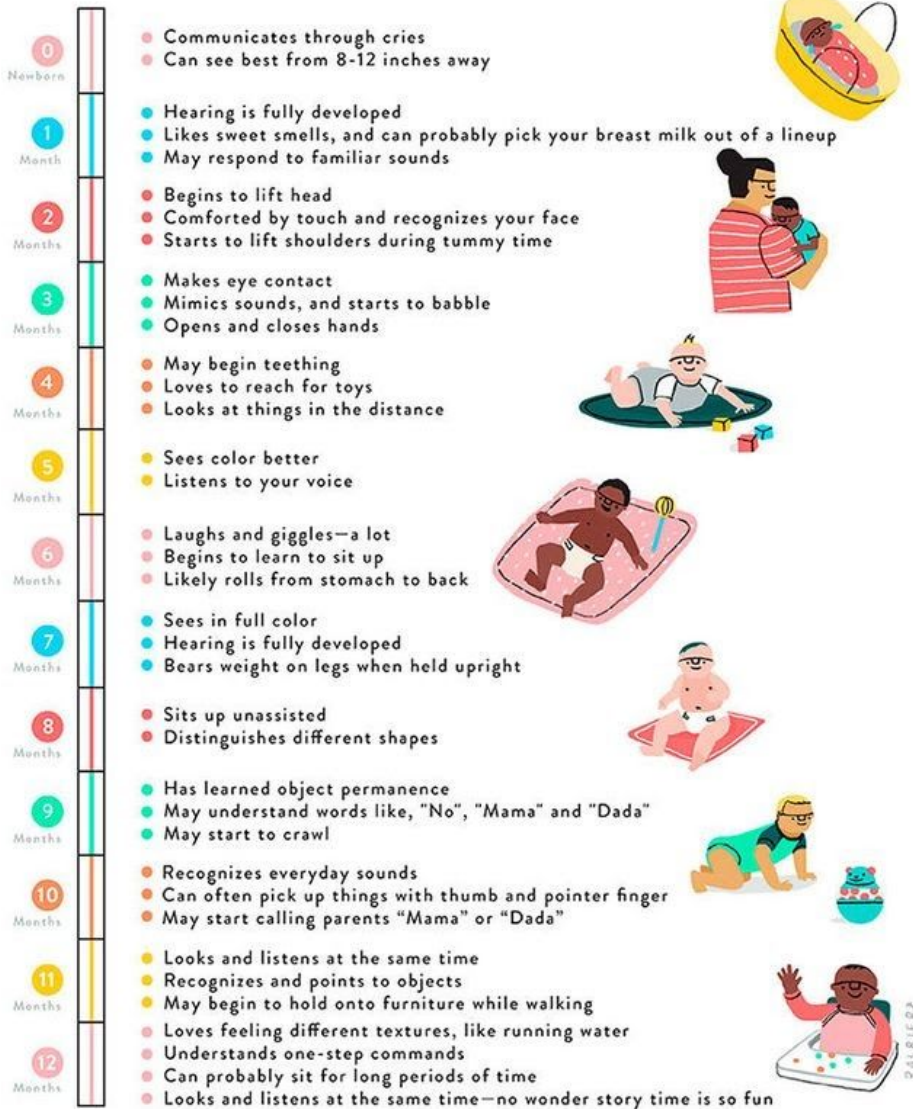 0
Newborn
Communicates through cries
Can see best from 8-12 inches away
1
Month
Hearing is fully developed
Likes sweet smells, and can probably pick your breast milk out of a lineup
May respond to familiar sounds
2
Months
Begins to lift head
Comforted by touch and recognizes your face
Starts to lift shoulders during tummy time
3
Months
Makes eye contact
Mimics sounds, and starts to babble
Opens and closes hands
4
Months
May begin teething
Loves to reach for toys
Looks at things in the distance
5
Months
Sees color better
Listens to your voice
6
Months
Laughs and giggles—a lot
Begins to learn to sit up
Likely rolls from stomach to back
7
Months
Sees in full color
Hearing is fully developed
Bears weight on legs when held upright
8
Months
Sits up unassisted
Distinguishes different shapes
9
Months
Has learned object permanence
May understand words like, "No", "Mama" and "Dada"
May start to crawl
10
Months
Recognizes everyday sounds
Can often pick up things with thumb and pointer finger
May start calling parents “Mama” or “Dada”
11
Months
Looks and listens at the same time
Recognizes and points to objects
May begin to hold onto furniture while walking
12
Months
Loves feeling different textures, like running water
Understands one-step commands
Can probably sit for long periods of time
Looks and listens at the same time—no wonder story time is so fun